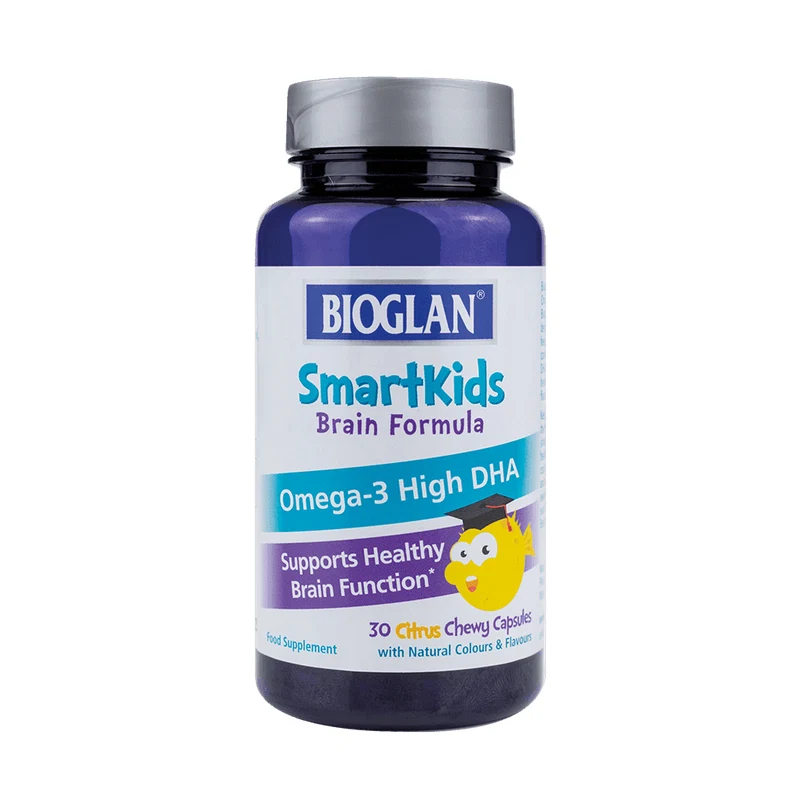 BIOGLAN®
SmartKids
Brain Formula
Omega-3 High DHA
Supports Healthy
Brain Function*
30 Citrus Chewy Capsules
with Natural Colours & Flavours
Food Supplement